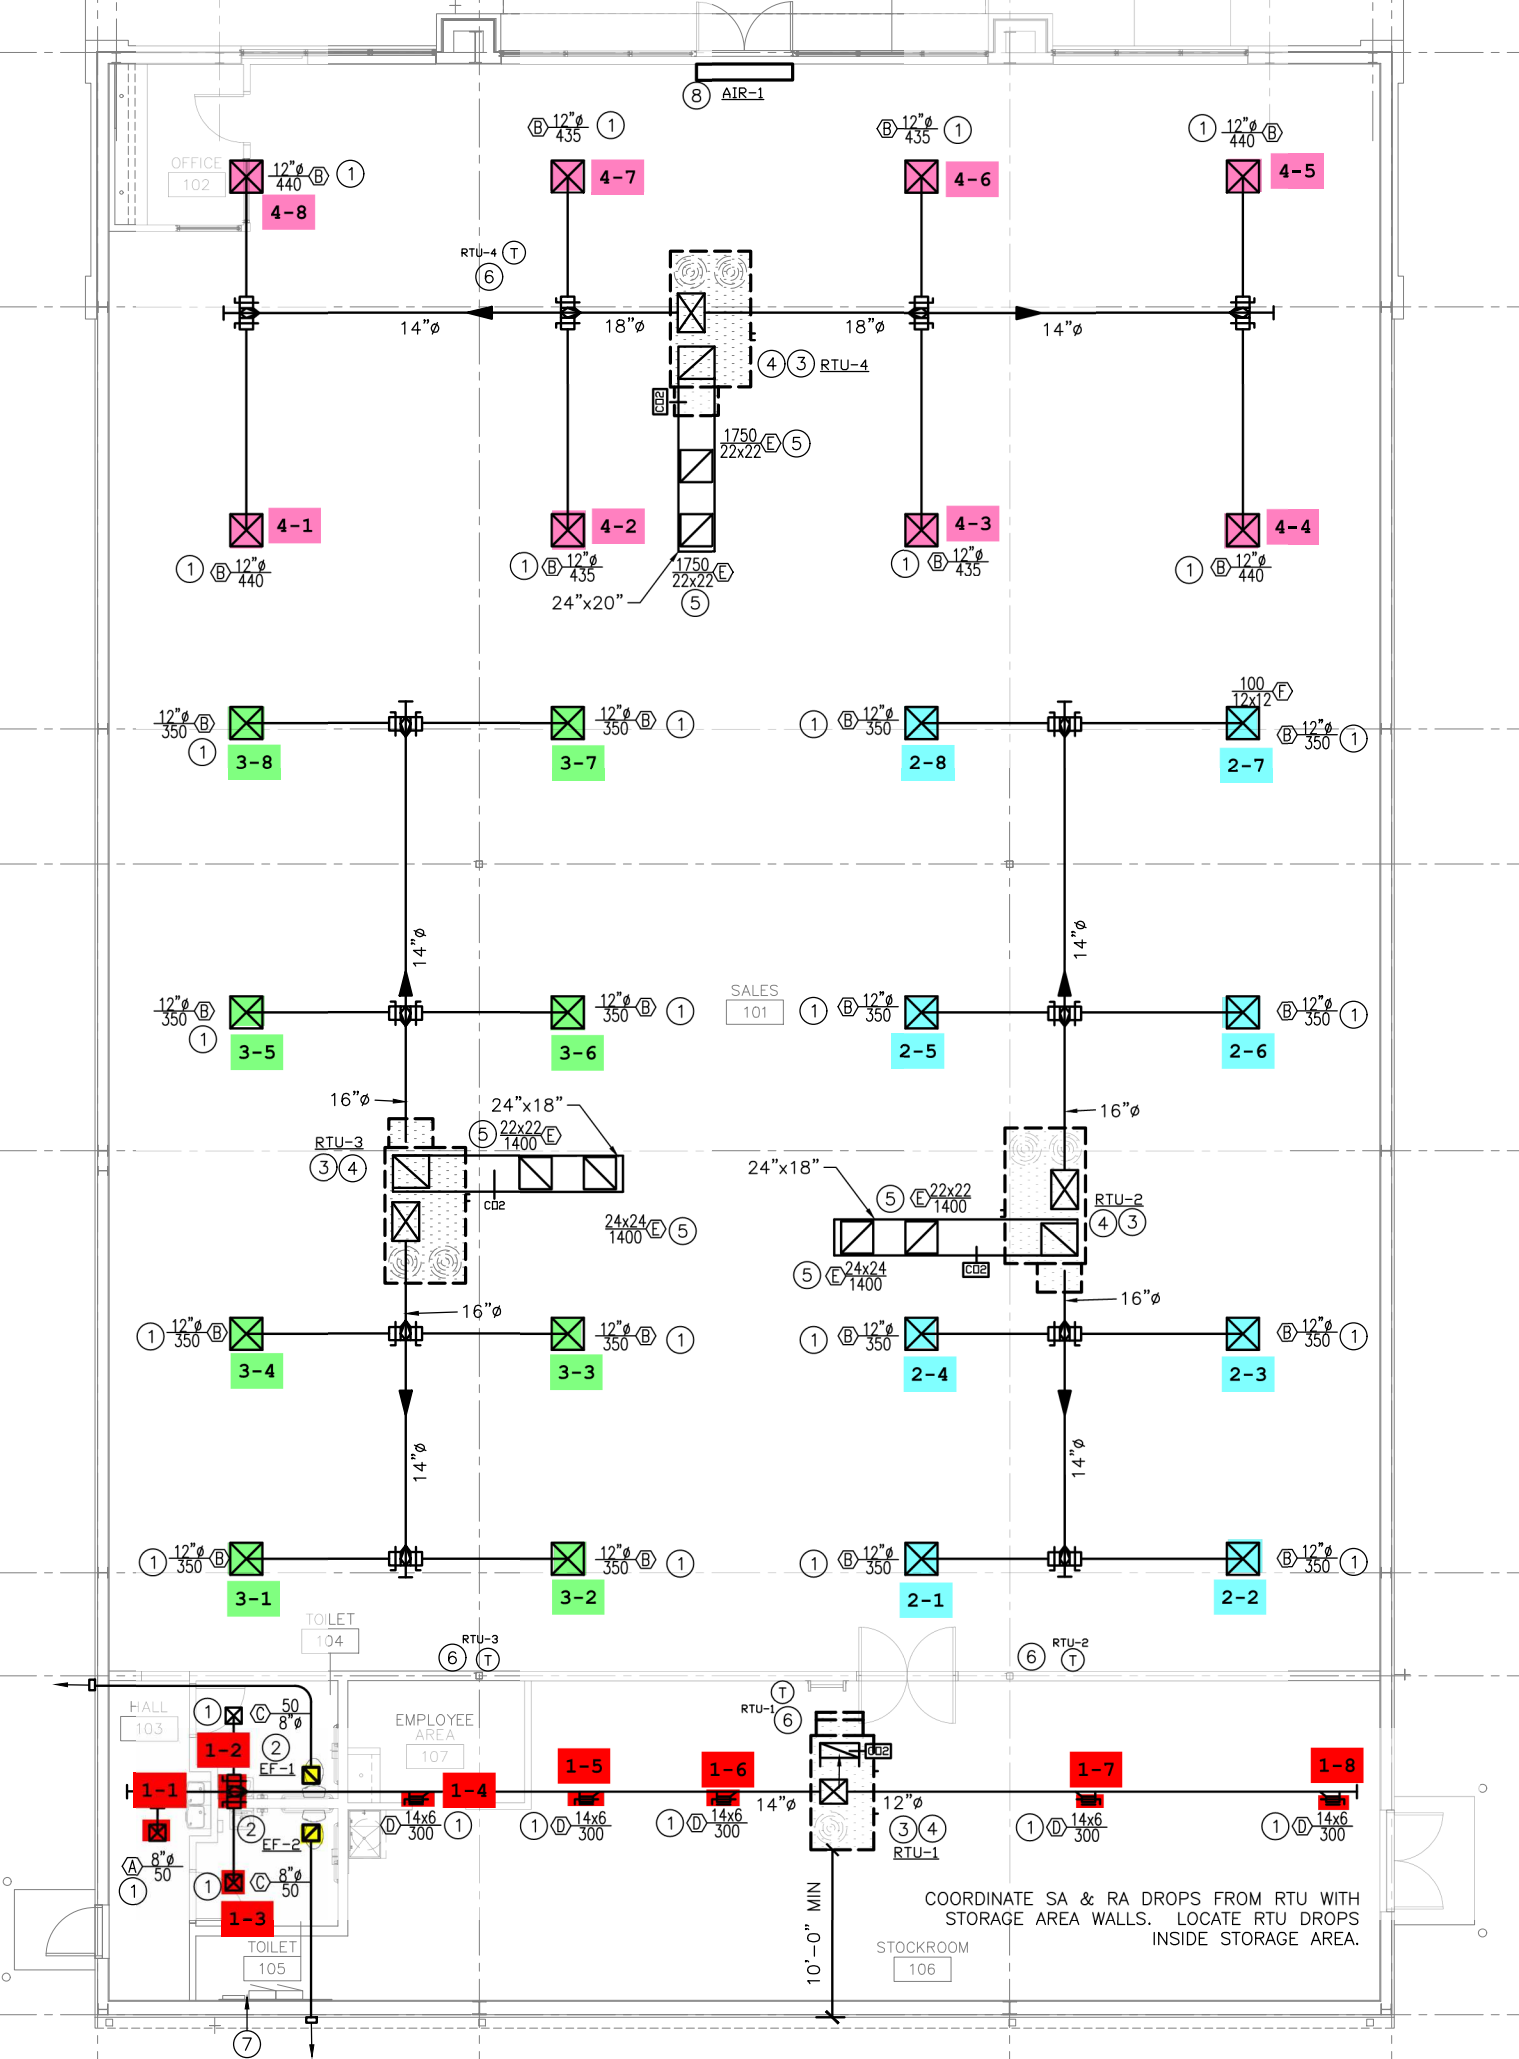 8 AIR-1
B 12"ø 435 1
B 12"ø 435 1
1 12"ø 440 B
OFFICE
102
12"ø 440 B 1
4-8
4-7
4-6
4-5
RTU-4 T
6
14"ø
18"ø
18"ø
14"ø
4 3 RTU-4
CO2
1750 22x22 E 5
4-1
4-2
4-3
4-4
1 B 12"ø 440
1 B 12"ø 435
1750 22x22 E
5
24"x20"
1 B 12"ø 435
1 B 12"ø 440
12"ø 350 B
1
3-8
12"ø 350 B 1
3-7
1 B 12"ø 350
2-8
100 12x12 F
B 12"ø 350 1
2-7
14"ø
14"ø
12"ø 350 B
1
3-5
12"ø 350 B 1
3-6
SALES
101
1 B 12"ø 350
2-5
B 12"ø 350 1
2-6
16"ø
24"x18"
16"ø
RTU-3
3 4
5 22x22 1400 E
CO2
24x24 1400 E 5
24"x18"
5 E 22x22 1400
RTU-2
4 3
5 E 24x24 1400
CO2
16"ø
16"ø
1 12"ø 350 B
3-4
12"ø 350 B 1
3-3
1 B 12"ø 350
2-4
B 12"ø 350 1
2-3
14"ø
14"ø
1 12"ø 350 B
3-1
12"ø 350 B 1
3-2
1 B 12"ø 350
2-1
B 12"ø 350 1
2-2
TOILET
104
RTU-3
6 T
RTU-2
6 T
HALL
103
1 C 50 8"ø
1-2
2
EF-1
EMPLOYEE
AREA
107
T
RTU-1 6
CO2
1-1
1-4
1-5
1-6
1-7
1-8
14"ø
12"ø
2
EF-2
D 14x6 300 1
1 D 14x6 300
1 D 14x6 300
3 4
RTU-1
1 D 14x6 300
1 D 14x6 300
A 8"ø 50
1
1 C 8"ø 50
1-3
TOILET
105
7
10'-0" MIN
STOCKROOM
106
COORDINATE SA & RA DROPS FROM RTU WITH
STORAGE AREA WALLS. LOCATE RTU DROPS
INSIDE STORAGE AREA.